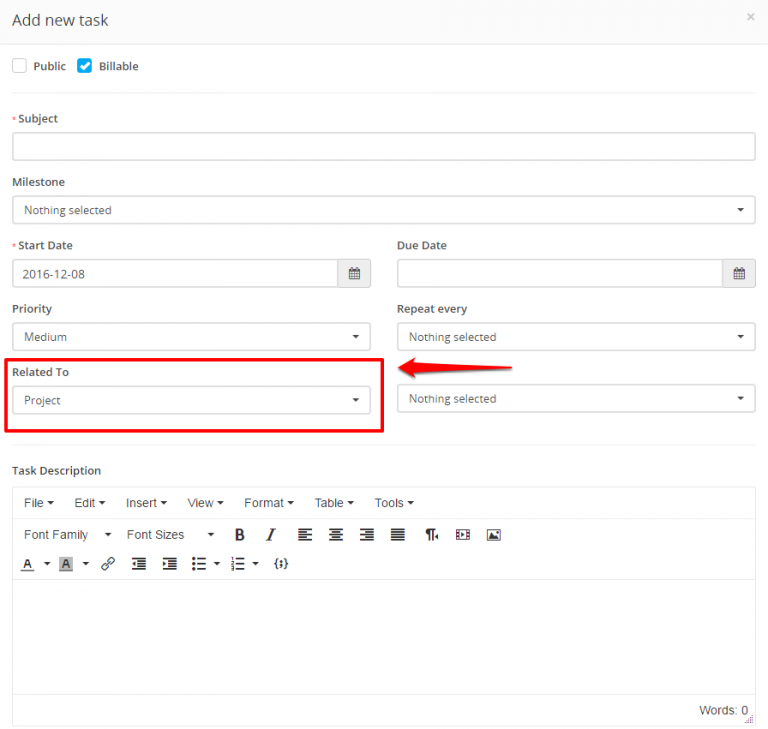 Add new task ×
Public Billable
* Subject
Milestone
Nothing selected
* Start Date Due Date
2016-12-08
Priority Repeat every
Medium Nothing selected
Related To
Project Nothing selected
Task Description
File Edit Insert View Format Table Tools
Font Family Font Sizes B I
A A {;}
Words: 0